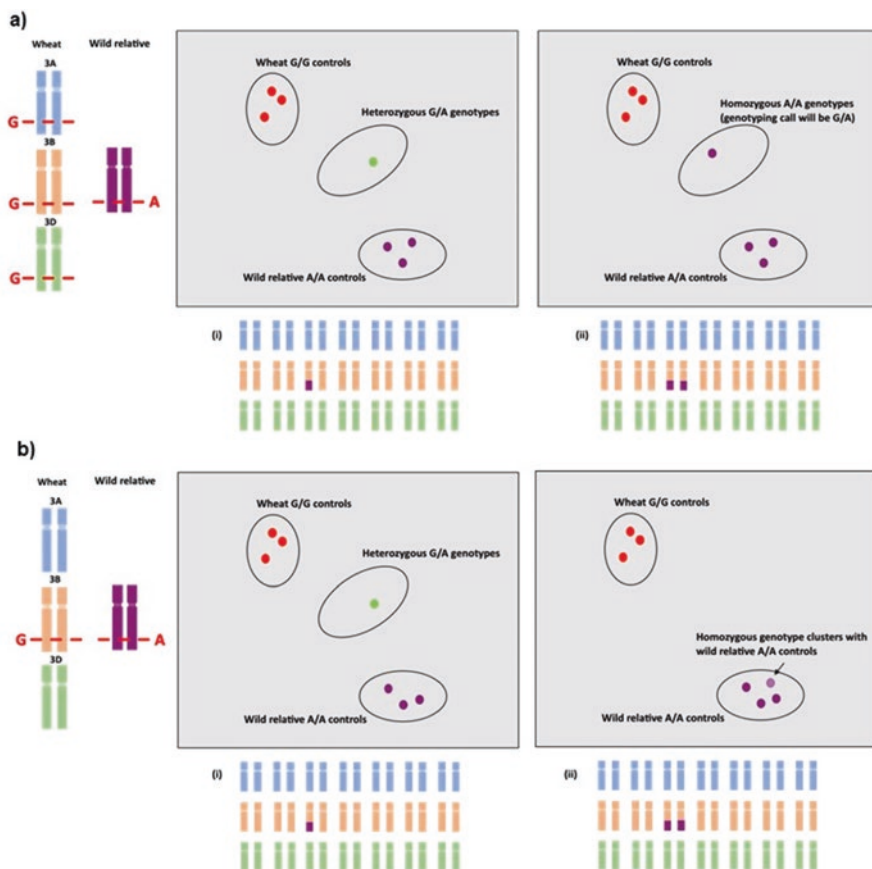 a)
Wheat
Wild relative
3A
G
3B
G
A
3D
G
Wheat G/G controls
Heterozygous G/A genotypes
Wild relative A/A controls
Wheat G/G controls
Homozygous A/A genotypes
(genotyping call will be G/A)
Wild relative A/A controls
(i)
(ii)
b)
Wheat
Wild relative
3A
3B
G
A
3D
Wheat G/G controls
Heterozygous G/A genotypes
Wild relative A/A controls
Wheat G/G controls
Homozygous genotype clusters with
wild relative A/A controls
Wild relative A/A controls
(i)
(ii)